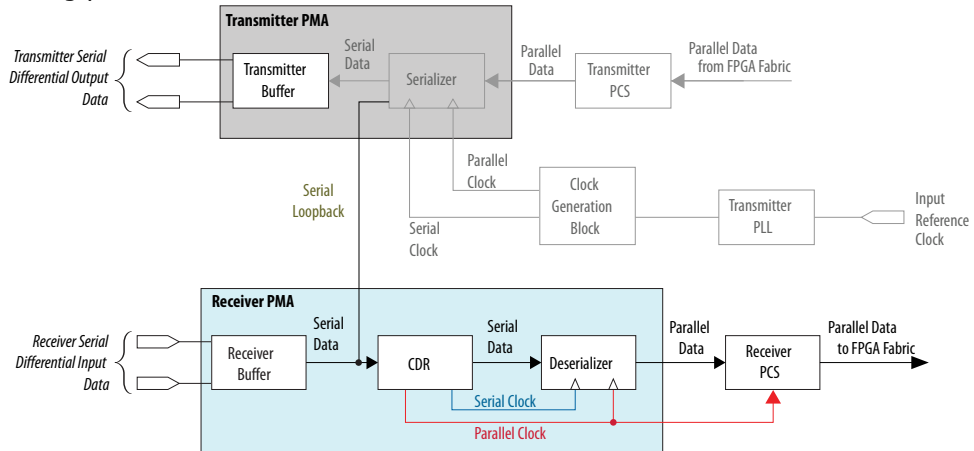 Transmitter PMA
Transmitter Serial
Differential Output
Data
Transmitter
Buffer
Serial
Data
Serializer
Parallel
Data
Transmitter
PCS
Parallel Data
from FPGA Fabric
Serial
Loopback
Parallel
Clock
Serial
Clock
Clock
Generation
Block
Transmitter
PLL
Input
Reference
Clock
Receiver PMA
Receiver Serial
Differential Input
Data
Receiver
Buffer
Serial
Data
CDR
Serial
Data
Deserializer
Parallel
Data
Receiver
PCS
Parallel Data
to FPGA Fabric
Serial Clock
Parallel Clock